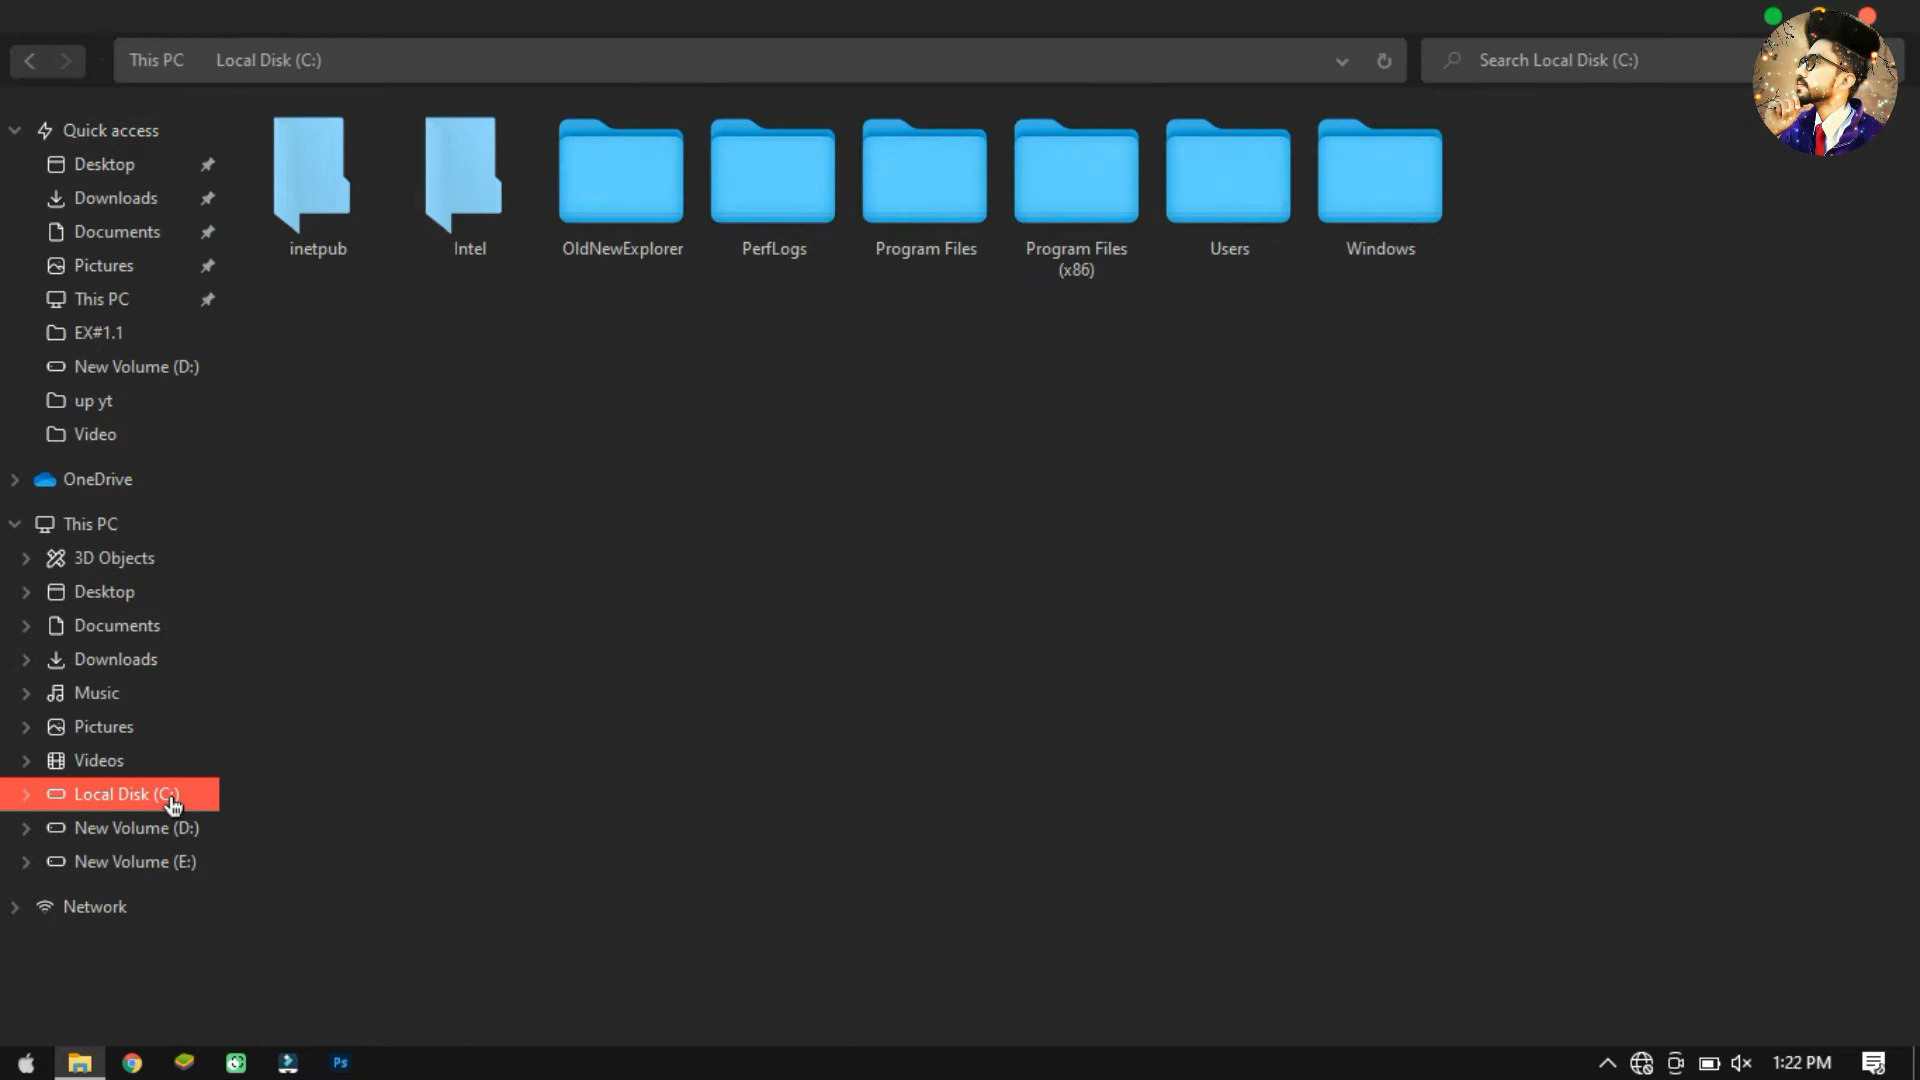 This PC
Local Disk (C:)
Search Local Disk (C:)
Quick access
Desktop
Downloads
Documents
Pictures
This PC
EX#1.1
New Volume (D:)
up yt
Video
OneDrive
This PC
3D Objects
Desktop
Documents
Downloads
Music
Pictures
Videos
Local Disk (C:)
New Volume (D:)
New Volume (E:)
Network
inetpub
Intel
OldNewExplorer
PerfLogs
Program Files
Program Files
(x86)
Users
Windows
Ps
1:22 PM